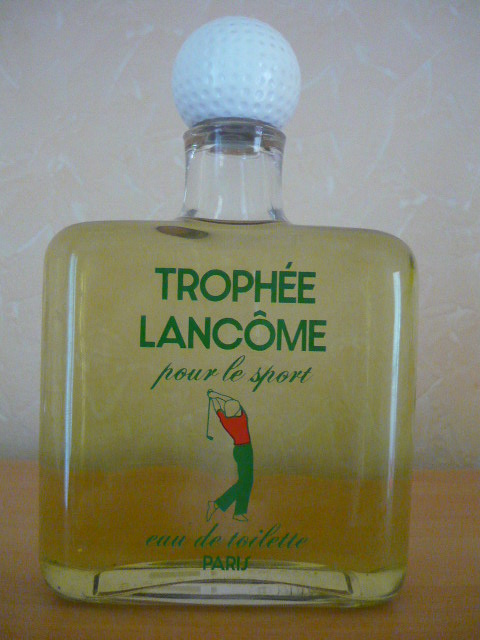 TROPHÉE
LANCÔME
pour le sport
eau de toilette
PARIS